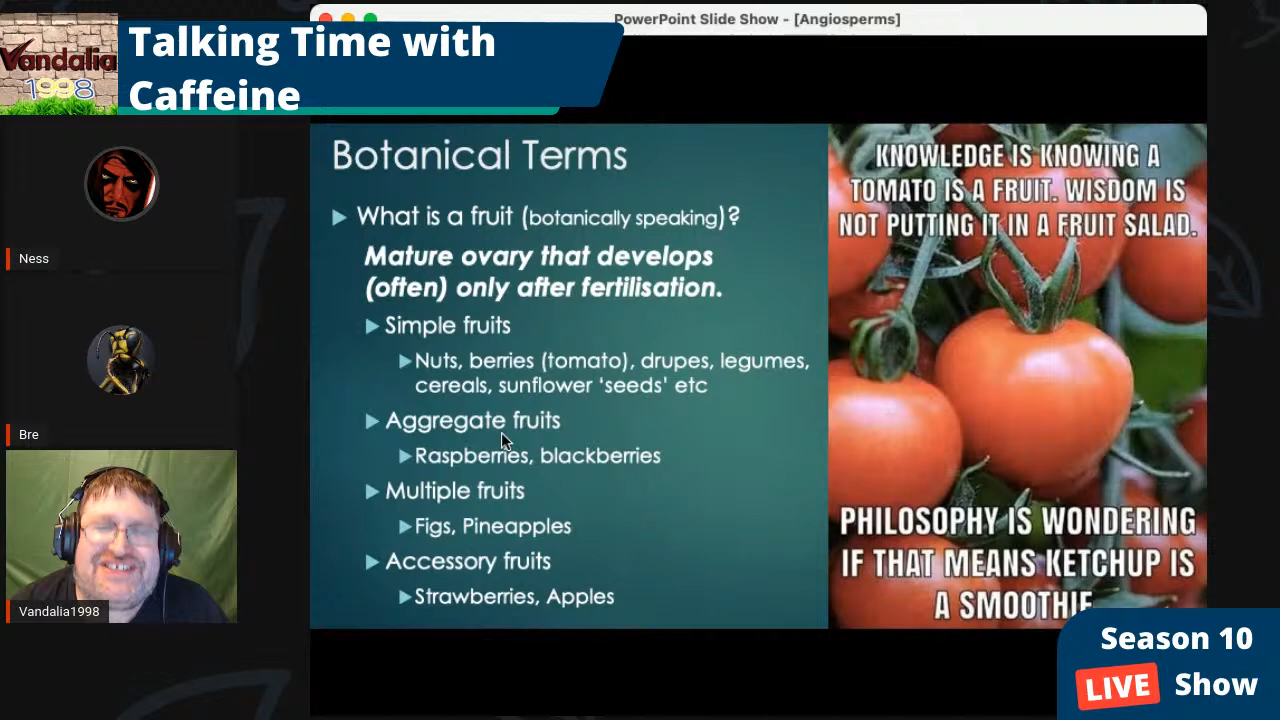 PowerPoint Slide Show - [Angiosperms]
Vandalia
1998
Talking Time with
Caffeine
Ness
Bre
Vandalia1998
Botanical Terms
What is a fruit (botanically speaking)?
Mature ovary that develops
(often) only after fertilisation.
Simple fruits
Nuts, berries (tomato), drupes, legumes,
cereals, sunflower ‘seeds’ etc
Aggregate fruits
Raspberries, blackberries
Multiple fruits
Figs, Pineapples
Accessory fruits
Strawberries, Apples
KNOWLEDGE IS KNOWING A
TOMATO IS A FRUIT. WISDOM IS
NOT PUTTING IT IN A FRUIT SALAD.
PHILOSOPHY IS WONDERING
IF THAT MEANS KETCHUP IS
A SMOOTHIE
Season 10
LIVE Show